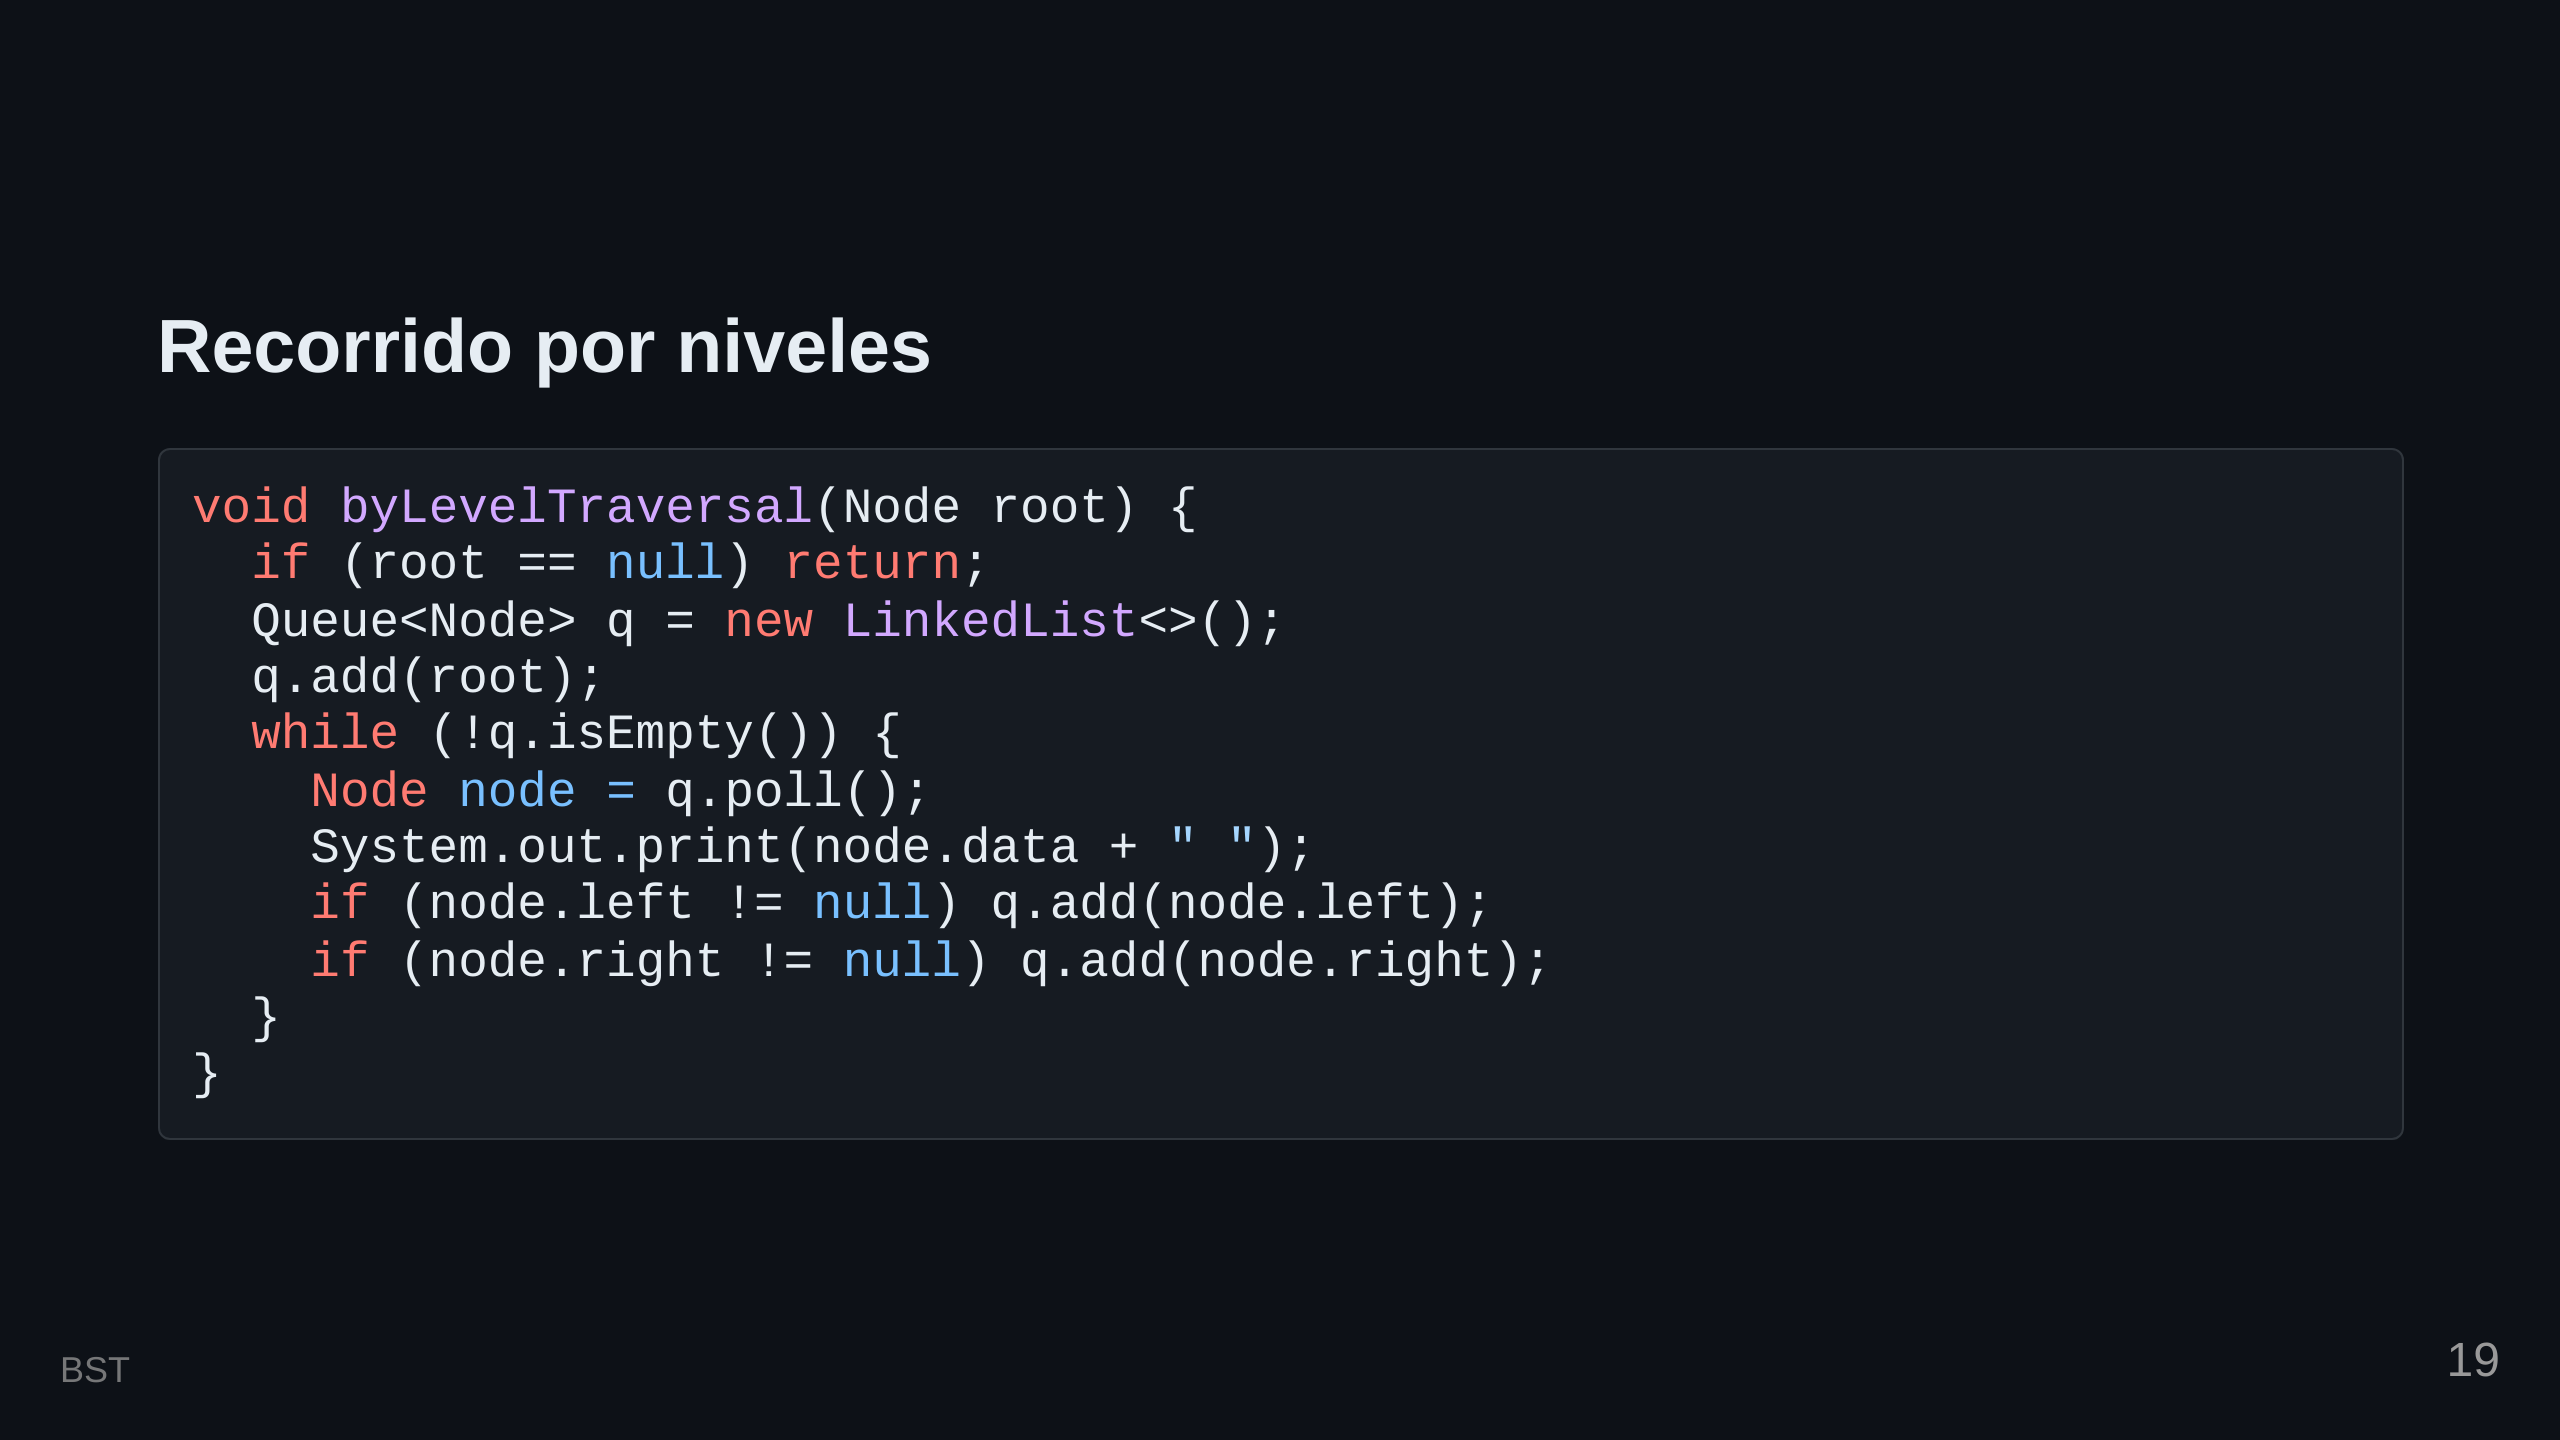 Recorrido por niveles
void byLevelTraversal(Node root) {
  if (root == null) return;
  Queue<Node> q = new LinkedList<>();
  q.add(root);
  while (!q.isEmpty()) {
    Node node = q.poll();
    System.out.print(node.data + " ");
    if (node.left != null) q.add(node.left);
    if (node.right != null) q.add(node.right);
  }
}
BST
19